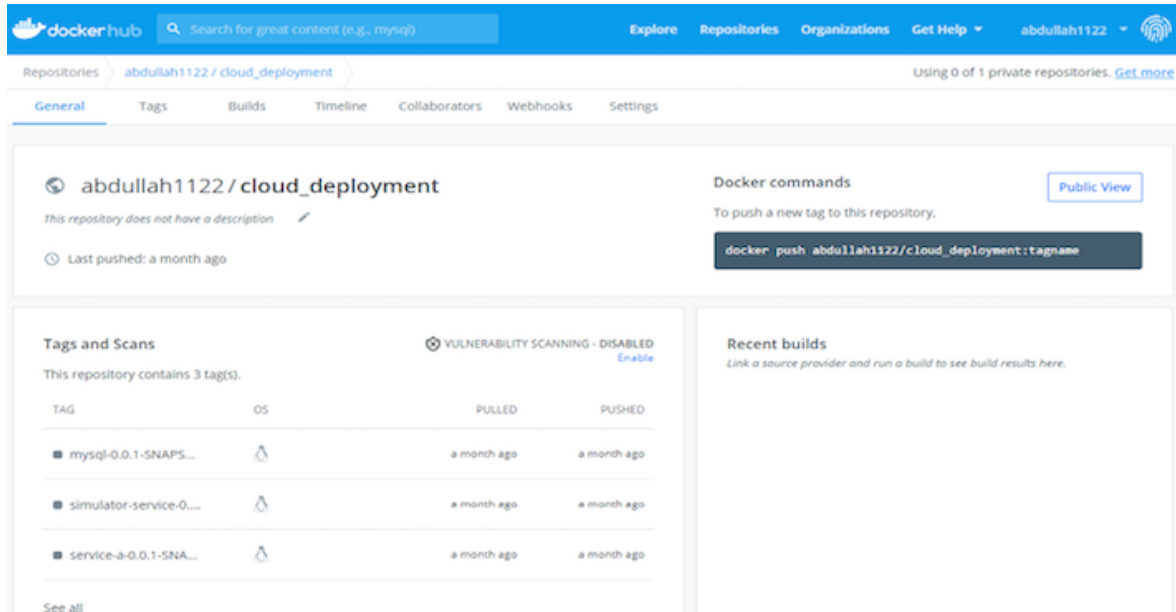 dockerhub Search for great content (e.g., mysql) Explore Repositories Organizations Get Help abdullah1122
Repositories abdullah1122 / cloud_deployment Using 0 of 1 private repositories. Get more
General Tags Builds Timeline Collaborators Webhooks Settings
abdullah1122 / cloud_deployment
This repository does not have a description
Last pushed: a month ago
Docker commands
Public View
To push a new tag to this repository,
docker push abdullah1122/cloud_deployment:tagname
Tags and Scans
VULNERABILITY SCANNING - DISABLED
Enable
This repository contains 3 tag(s).
TAG OS PULLED PUSHED
mysql-0.0.1-SNAPS... a month ago a month ago
simulator-service-0.... a month ago a month ago
service-a-0.0.1-SNA... a month ago a month ago
See all
Recent builds
Link a source provider and run a build to see build results here.